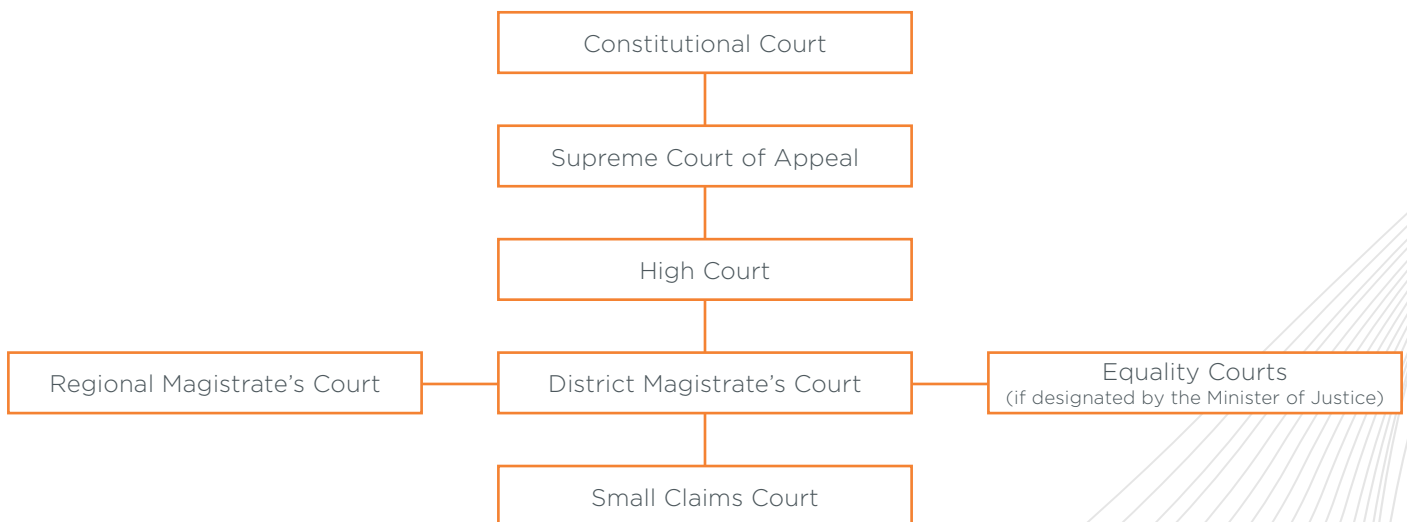 Constitutional Court
Supreme Court of Appeal
High Court
Regional Magistrate’s Court
District Magistrate’s Court
Equality Courts
(if designated by the Minister of Justice)
Small Claims Court